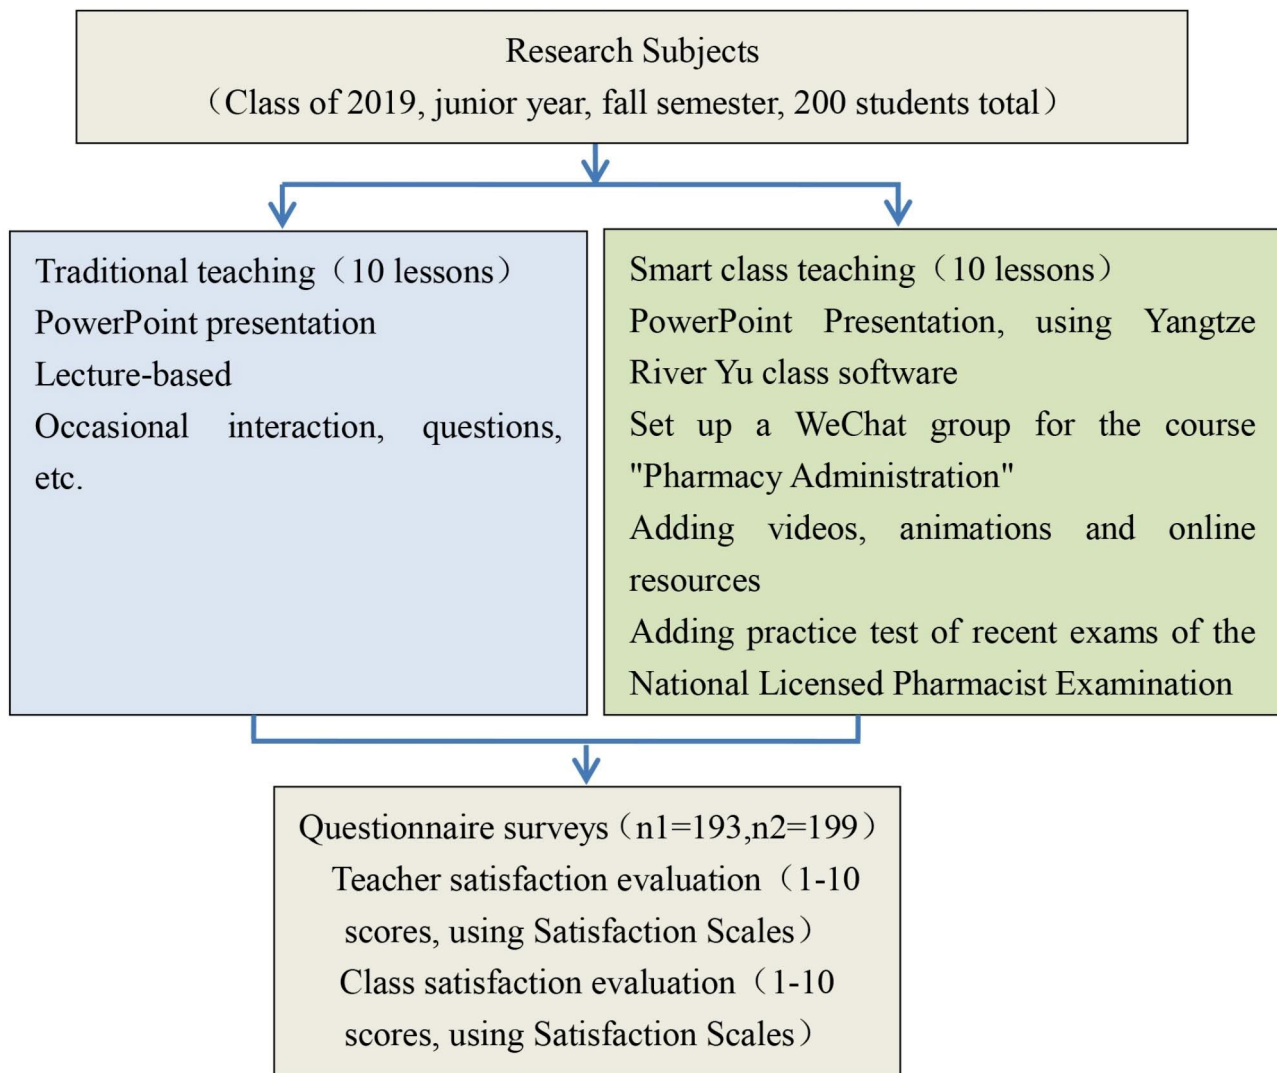 Research Subjects
（Class of 2019, junior year, fall semester, 200 students total）
Traditional teaching（10 lessons）
PowerPoint presentation
Lecture-based
Occasional interaction, questions,
etc.
Smart class teaching（10 lessons）
PowerPoint Presentation, using Yangtze
River Yu class software
Set up a WeChat group for the course
"Pharmacy Administration"
Adding videos, animations and online
resources
Adding practice test of recent exams of the
National Licensed Pharmacist Examination
Questionnaire surveys（n1=193,n2=199）
Teacher satisfaction evaluation（1-10
scores, using Satisfaction Scales）
Class satisfaction evaluation（1-10
scores, using Satisfaction Scales）